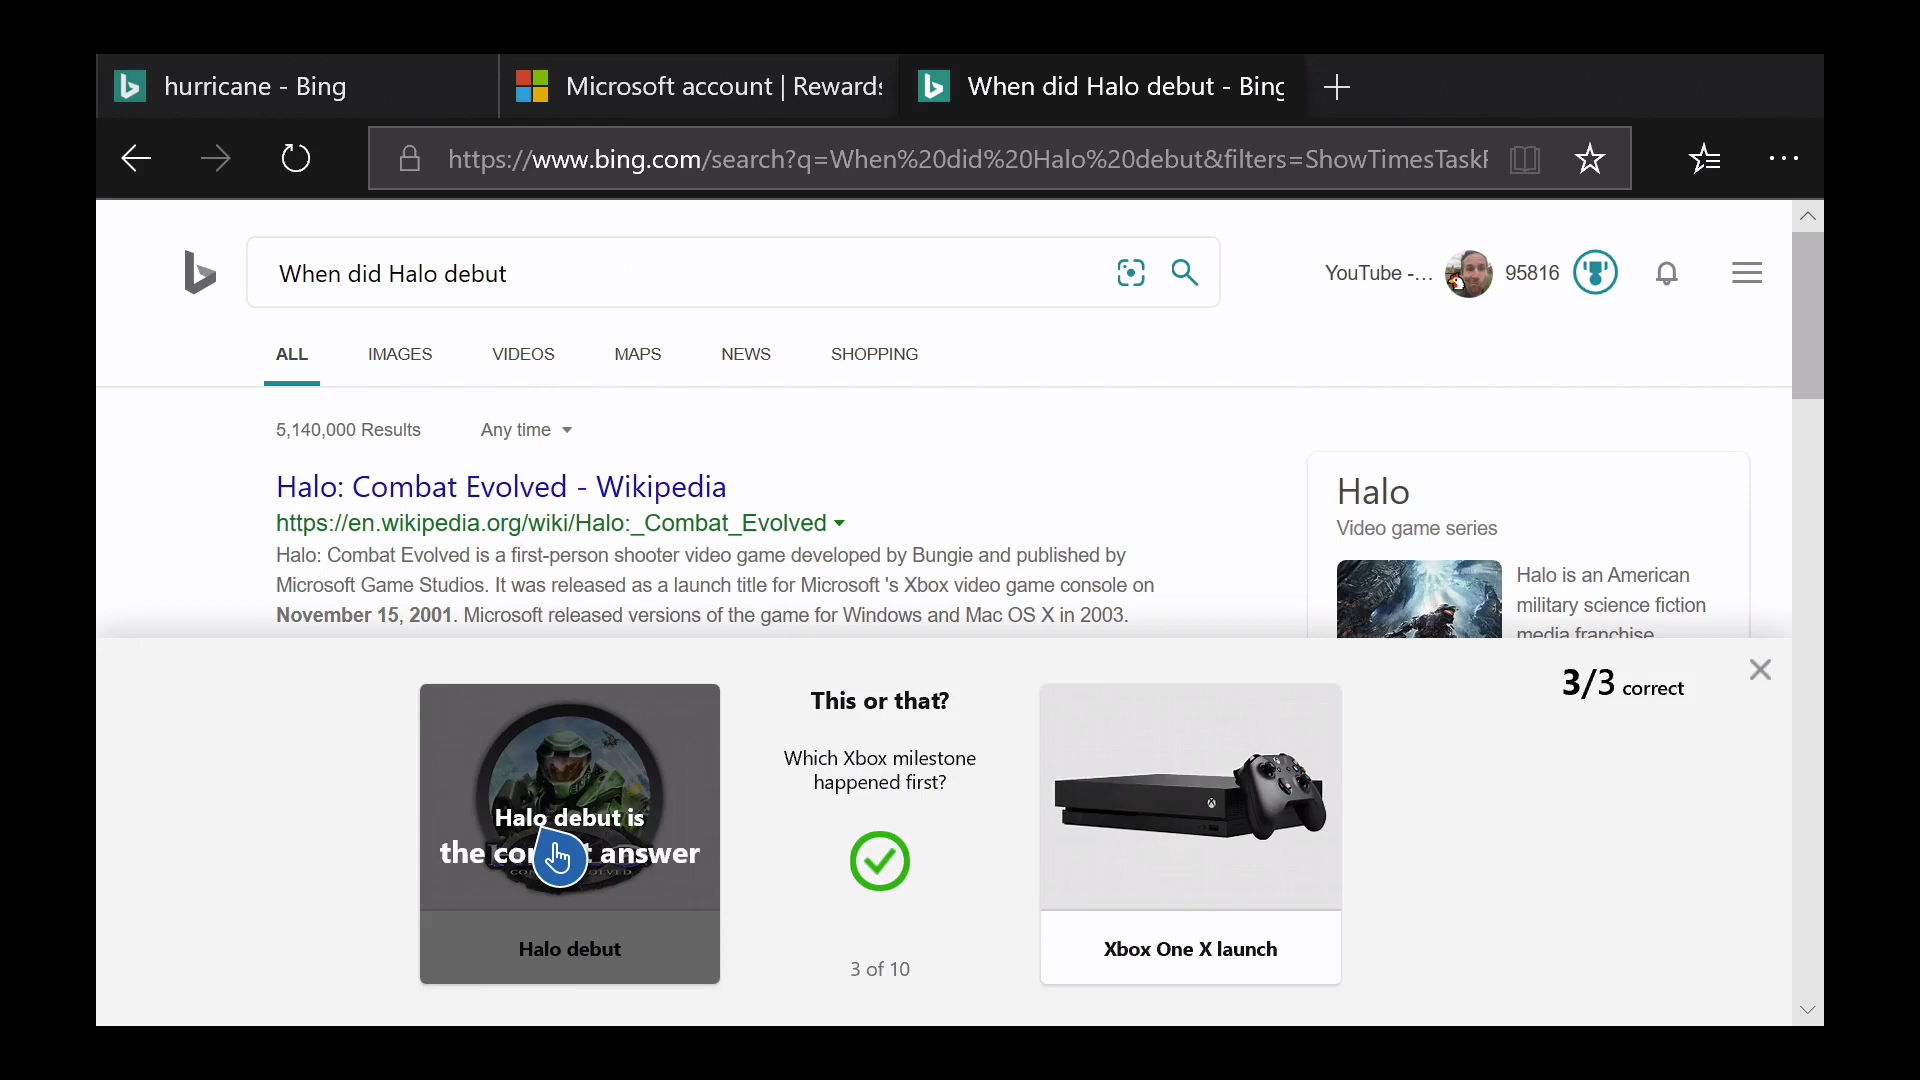 hurricane - Bing
Microsoft account | Rewards
When did Halo debut - Bing
https://www.bing.com/search?q=When%20did%20Halo%20debut&filters=ShowTimesTask
When did Halo debut
YouTube -...
95816
ALL
IMAGES
VIDEOS
MAPS
NEWS
SHOPPING
5,140,000 Results
Any time
Halo: Combat Evolved - Wikipedia
https://en.wikipedia.org/wiki/Halo:_Combat_Evolved
Halo: Combat Evolved is a first-person shooter video game developed by Bungie and published by
Microsoft Game Studios. It was released as a launch title for Microsoft 's Xbox video game console on
November 15, 2001. Microsoft released versions of the game for Windows and Mac OS X in 2003.
Halo
Video game series
Halo is an American
military science fiction
media franchise
3/3 correct
This or that?
Which Xbox milestone
happened first?
3 of 10
Halo debut is
the answer
Halo debut
Xbox One X launch